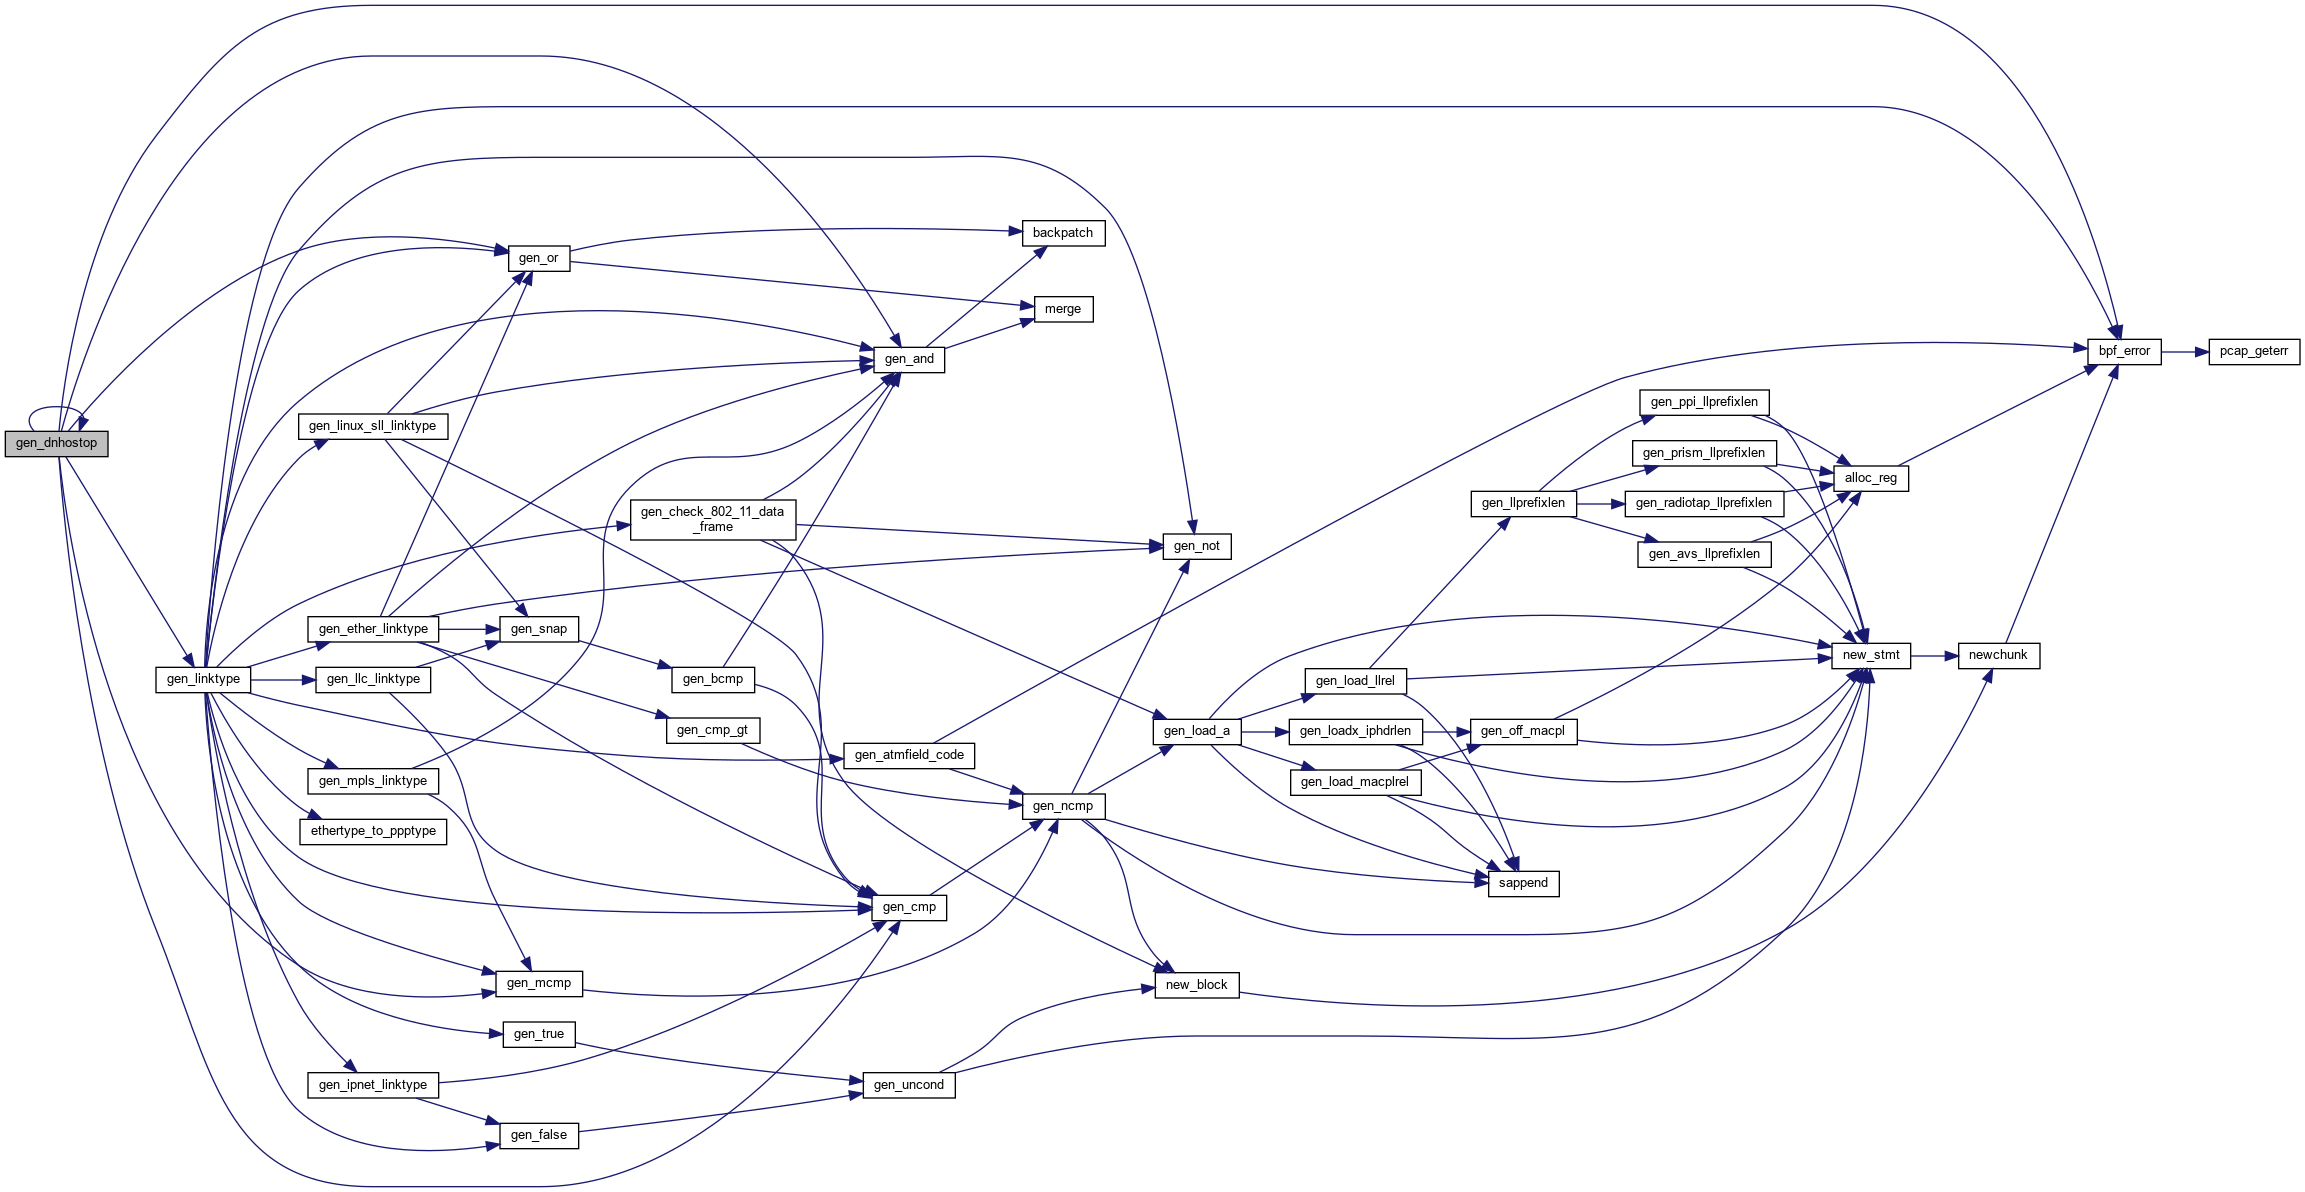 gen_dnhostop
gen_linktype
gen_linux_sll_linktype
gen_ether_linktype
gen_llc_linktype
gen_mpls_linktype
ethertype_to_ppptype
gen_ipnet_linktype
gen_or
gen_snap
gen_mcmp
gen_true
gen_false
gen_check_802_11_data
_frame
gen_bcmp
gen_cmp_gt
gen_and
gen_atmfield_code
gen_cmp
gen_uncond
backpatch
merge
gen_ncmp
gen_not
gen_load_a
new_block
gen_load_llrel
gen_loadx_iphdrlen
gen_load_macplrel
gen_llprefixlen
gen_off_macpl
sappend
gen_ppi_llprefixlen
gen_prism_llprefixlen
gen_radiotap_llprefixlen
gen_avs_llprefixlen
alloc_reg
new_stmt
newchunk
bpf_error
pcap_geterr